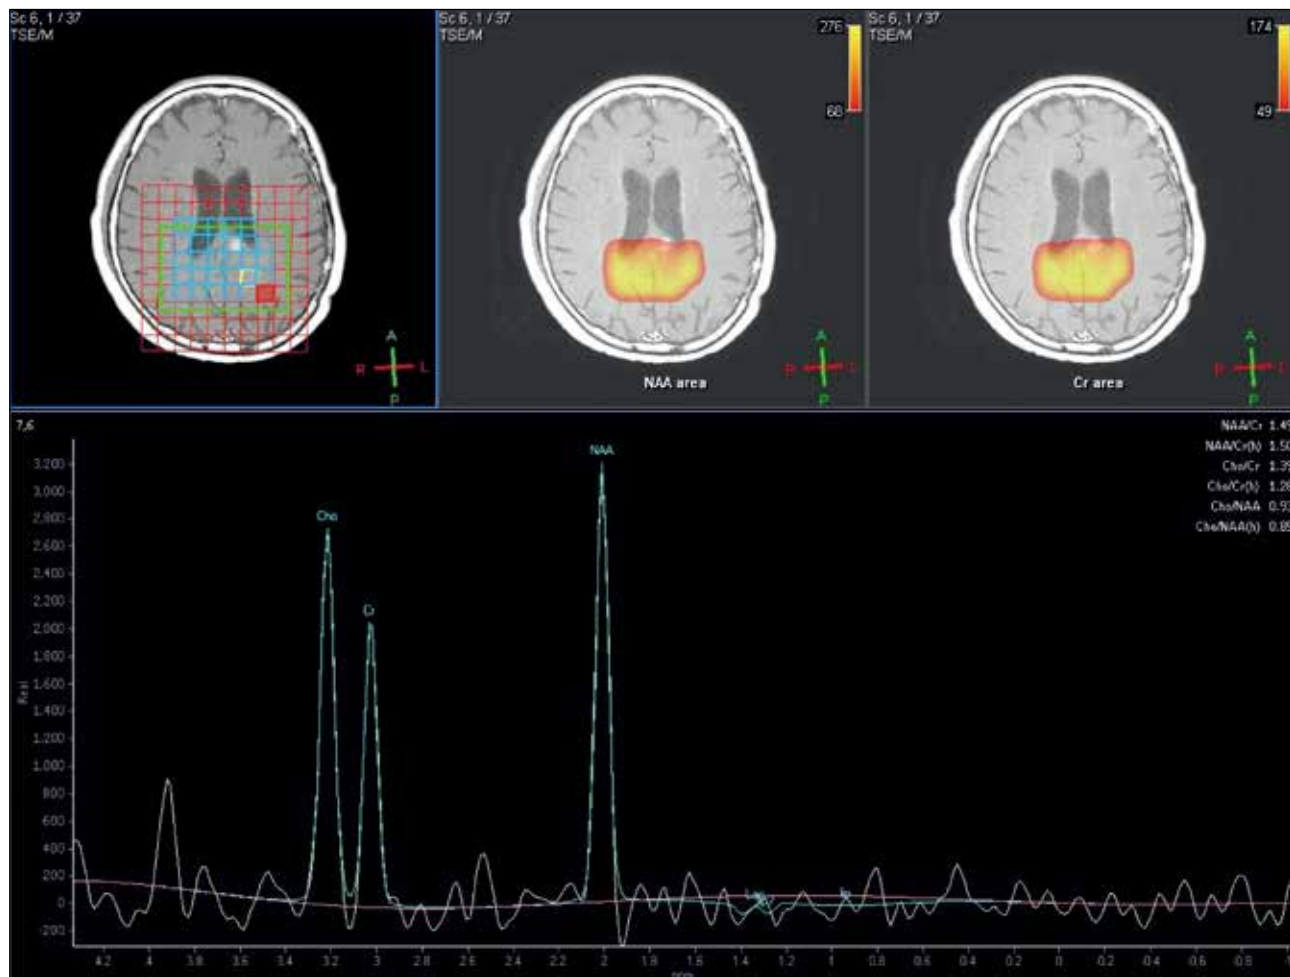 Sc 6, 1 / 37
TSE/M
A
R L
P
Sc 6, 1 / 37
TSE/M
276
68
NAA area
A
R L
P
Sc 6, 1 / 37
TSE/M
174
49
Cr area
A
R L
P
7,6
NAA/Cr 1.49
NAA/Cr(h) 1.50
Cho/Cr 1.39
Cho/Cr(h) 1.28
Cho/NAA 0.93
Cho/NAA(h) 0.89
Cho
Cr
NAA
Real
3,200
3,000
2,800
2,600
2,400
2,200
2,000
1,800
1,600
1,400
1,200
1,000
800
600
400
200
0
-200
4.2 4 3.8 3.6 3.4 3.2 3 2.8 2.6 2.4 2.2 2 1.8 1.6 1.4 1.2 1 0.8 0.6 0.4 0.2 0 0.2 0.4 0.6 0.8
ppm